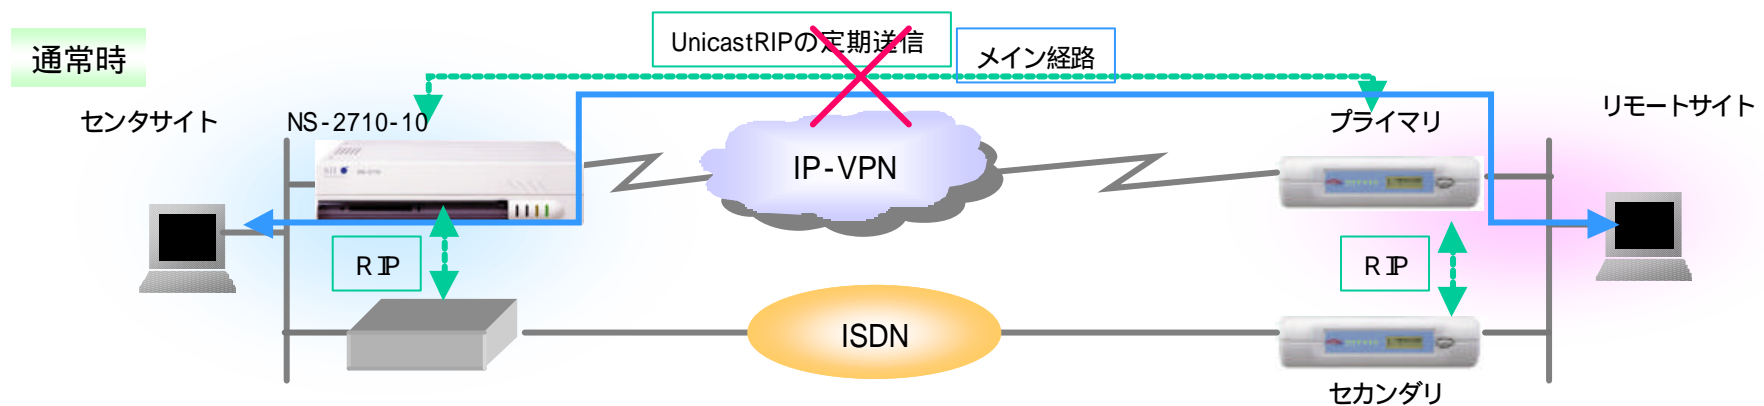 UnicastRIPの定期送信
メイン経路
通常時
センタサイト
NS-2710-10
プライマリ
リモートサイト
IP-VPN
RIP
RIP
ISDN
セカンダリ